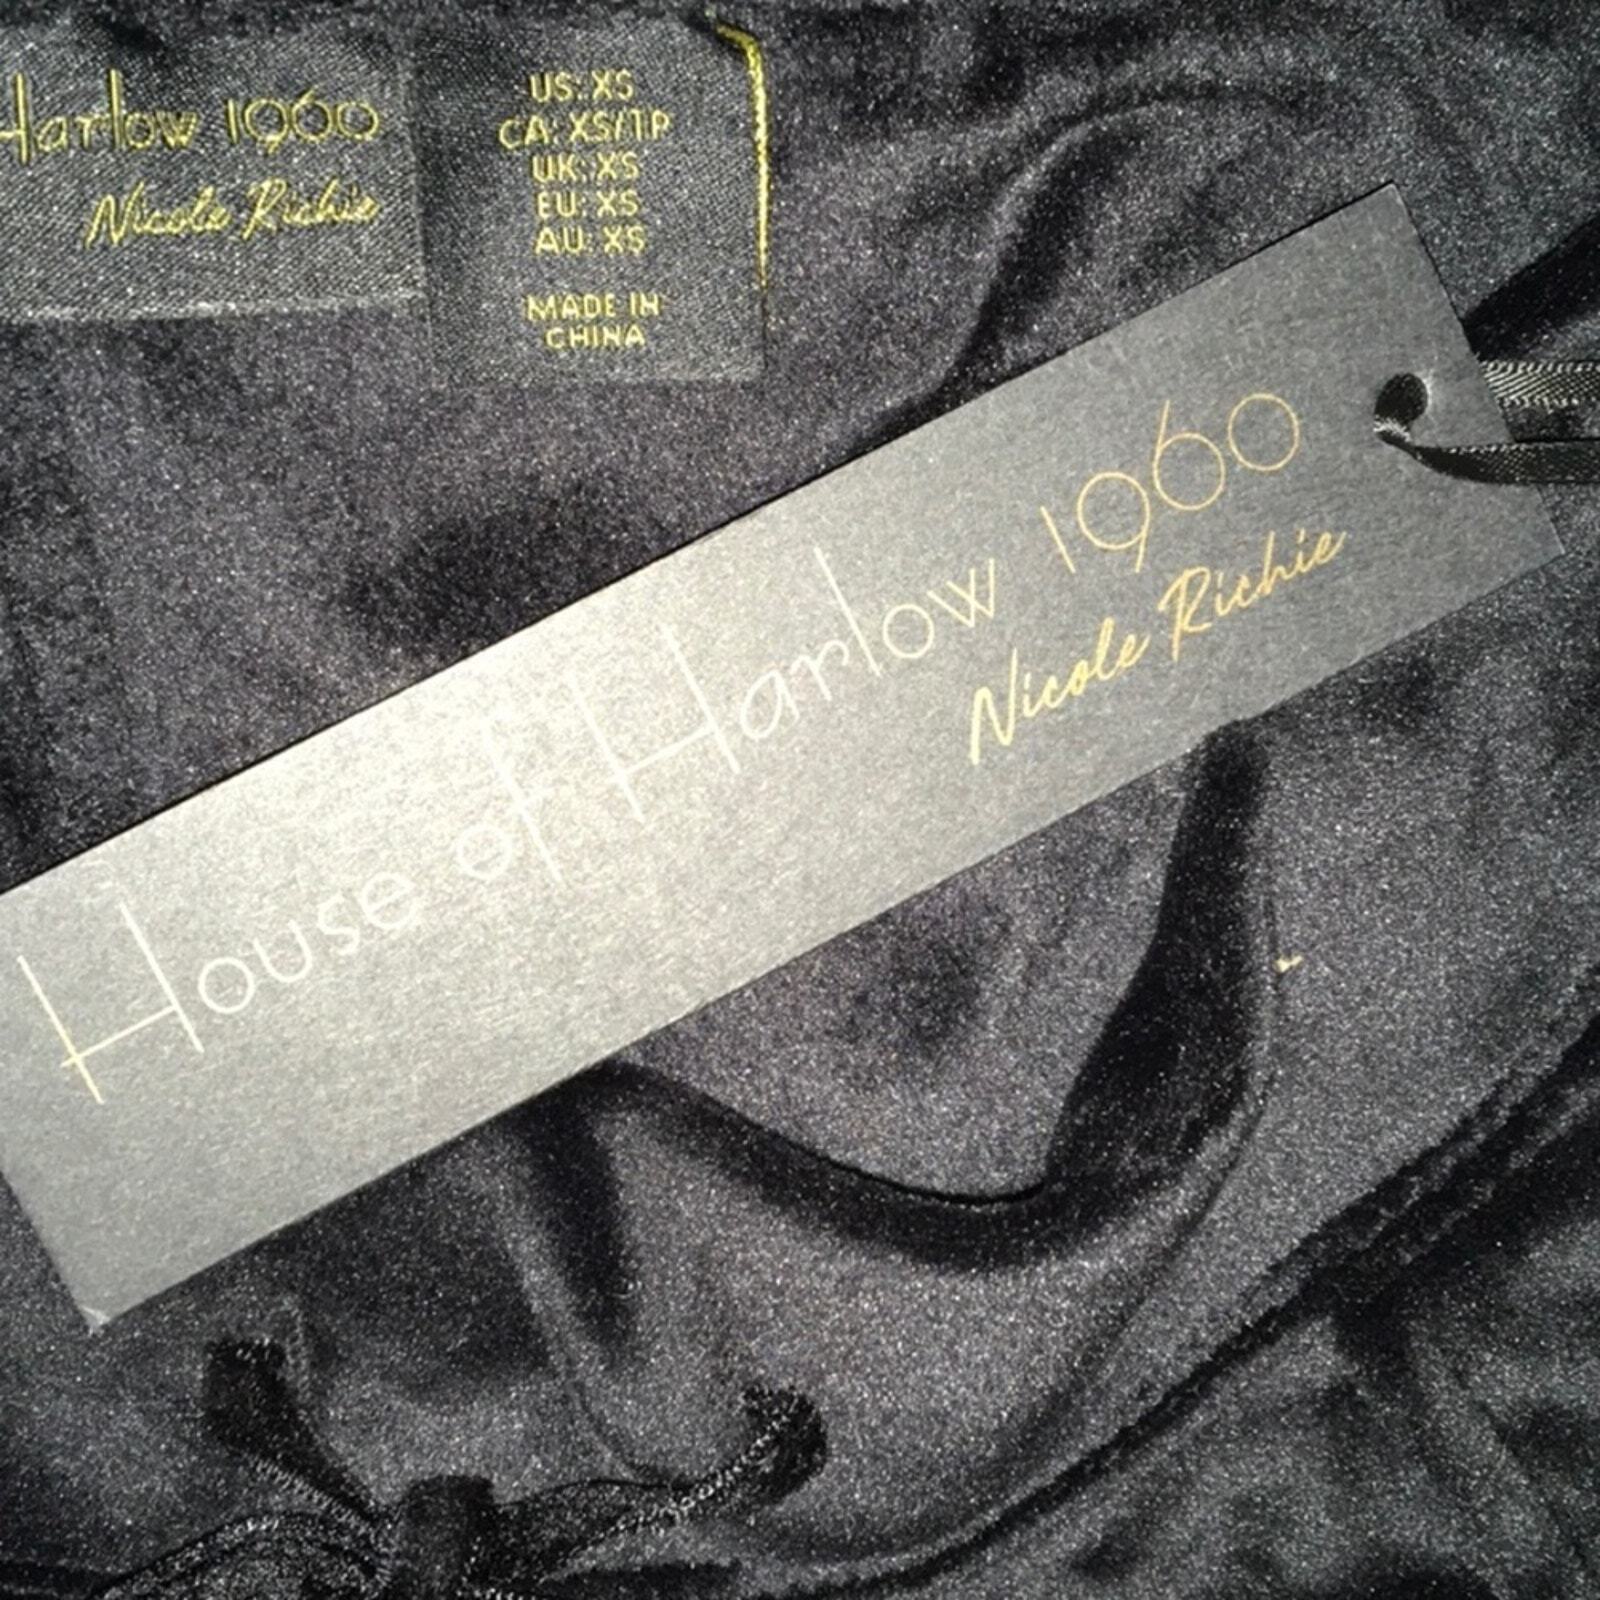 Harlow 1960
Nicole Richie
US: XS
CA: XS/TP
UK: XS
EU: XS
AU: XS
MADE IN
CHINA
House of Harlow 1960
Nicole Richie